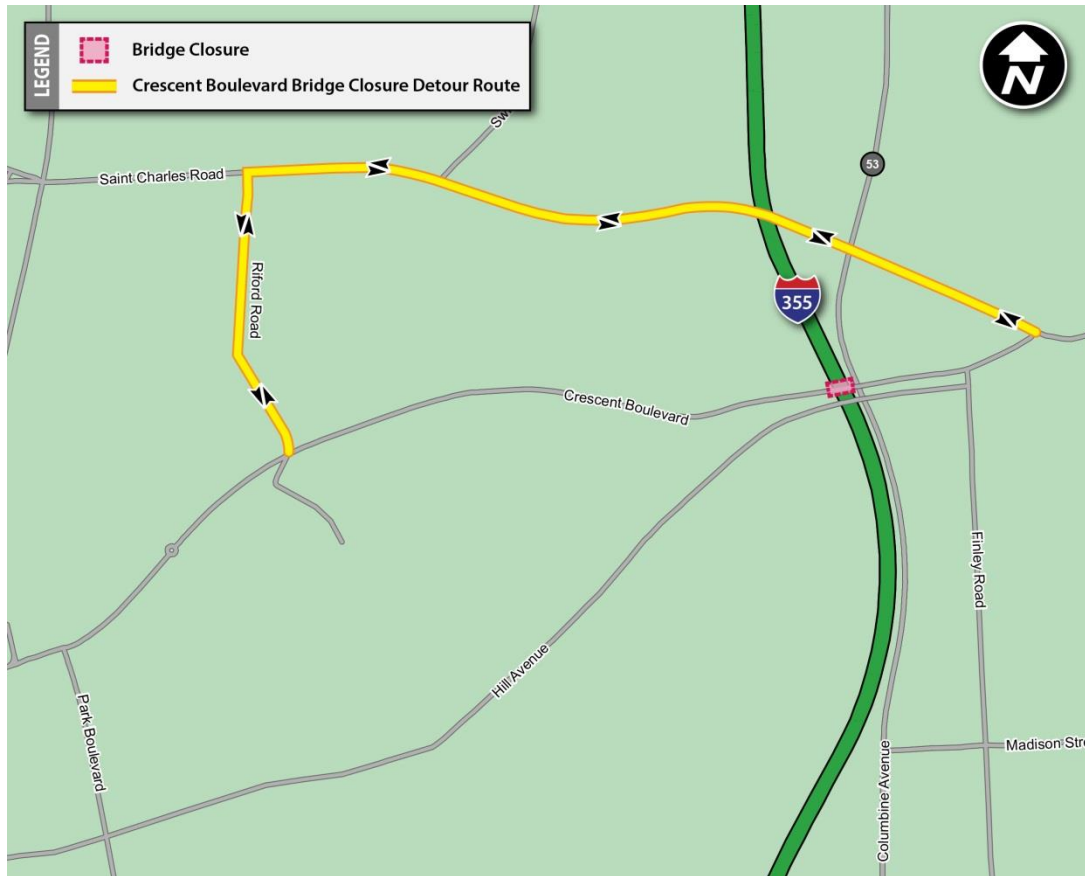 LEGEND
Bridge Closure
Crescent Boulevard Bridge Closure Detour Route
N
53
Saint Charles Road
Riford Road
355
Crescent Boulevard
Finley Road
Hill Avenue
Park Boulevard
Madison
Columbine Avenue